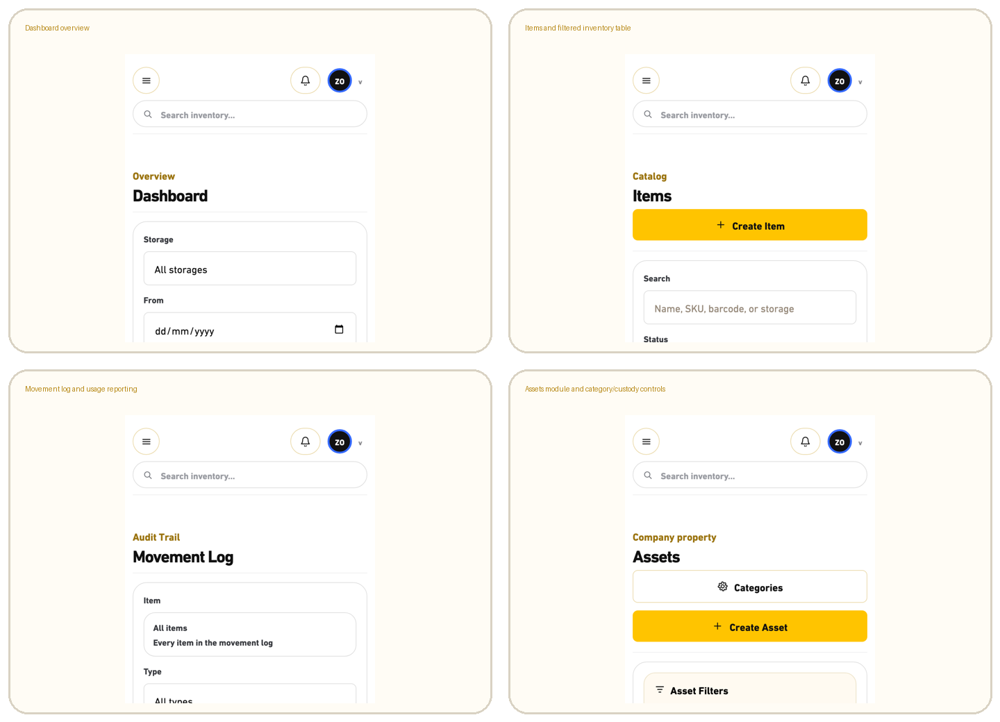 Dashboard overview
ZO
v
Search inventory...
Overview
Dashboard
Storage
All storages
From
dd/mm/yyyy
Items and filtered inventory table
ZO
v
Search inventory...
Catalog
Items
+ Create Item
Search
Name, SKU, barcode, or storage
Status
Movement log and usage reporting
ZO
v
Search inventory...
Audit Trail
Movement Log
Item
All items
Every item in the movement log
Type
All types
Assets module and category/custody controls
ZO
v
Search inventory...
Company property
Assets
Categories
+ Create Asset
Asset Filters